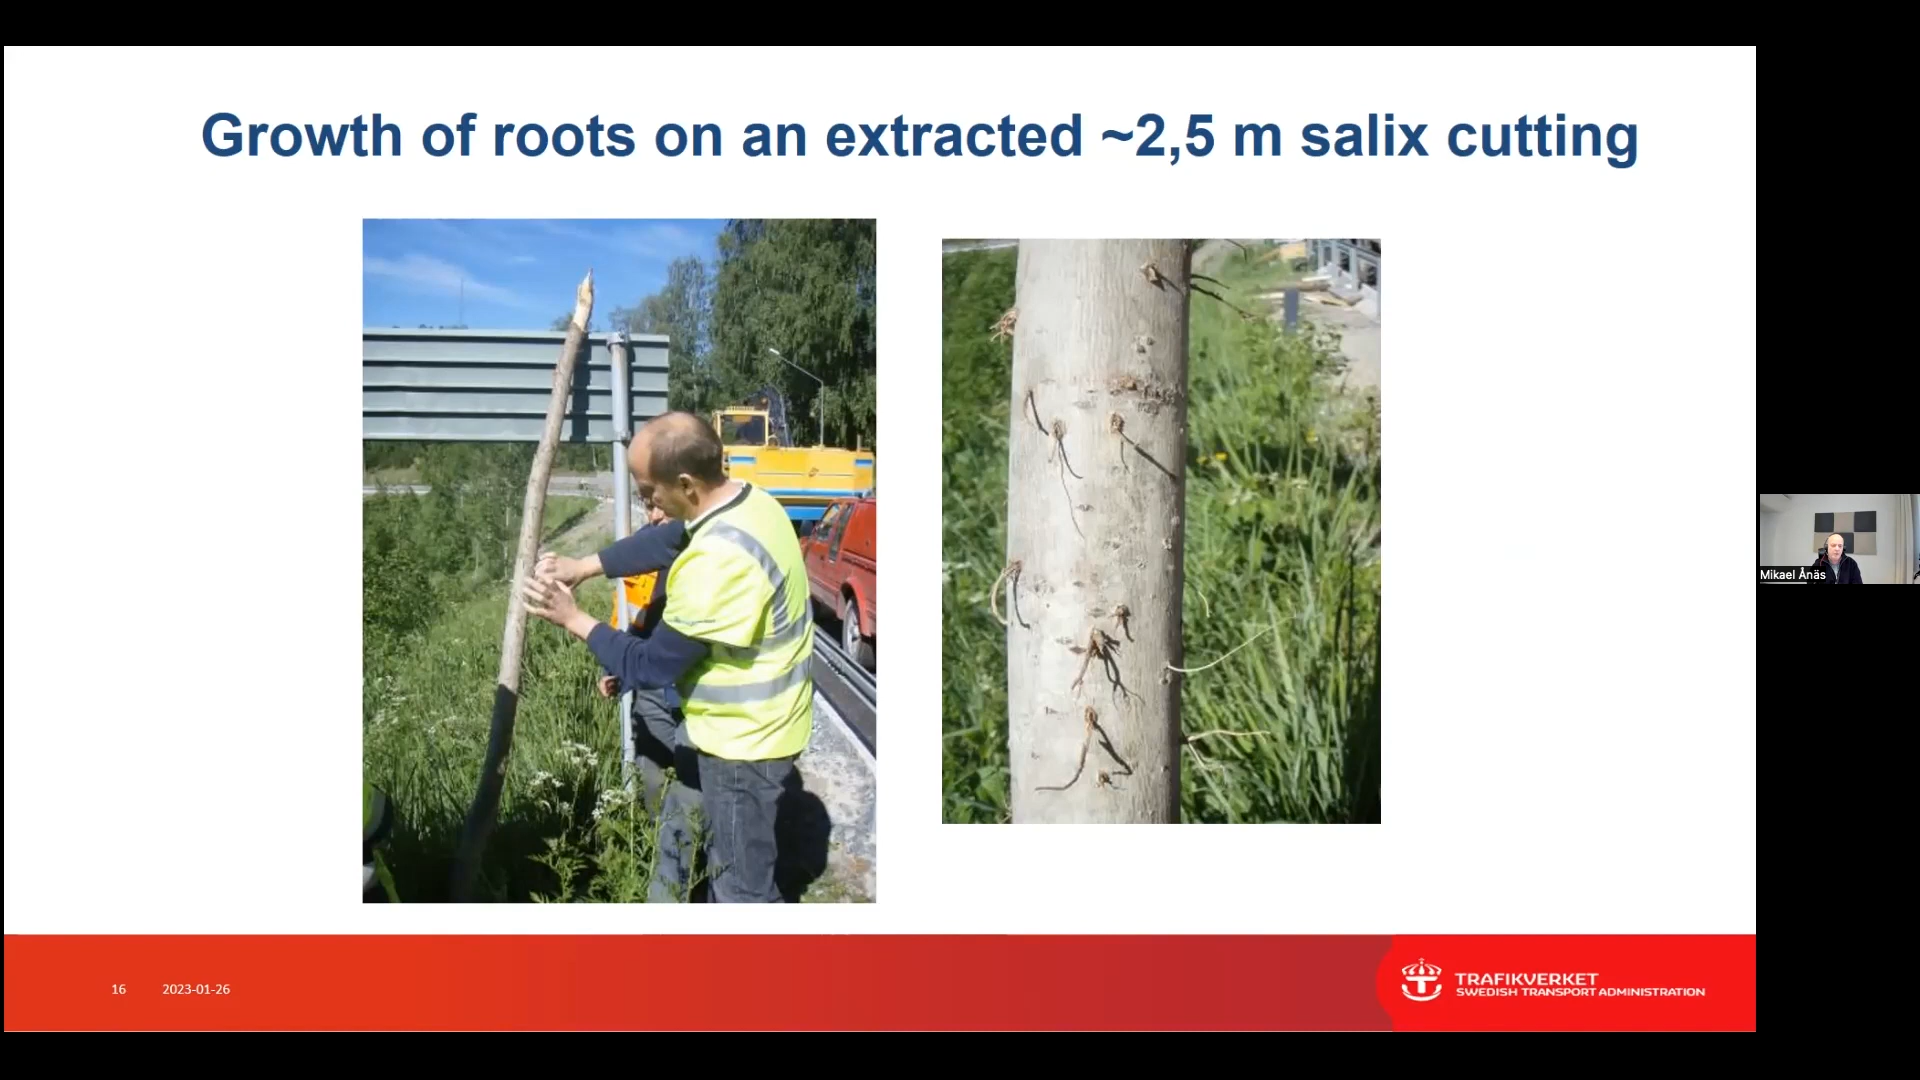 Growth of roots on an extracted ~2,5 m salix cutting
Mikael Ånäs
16 2023-01-26
TRAFIKVERKET
SWEDISH TRANSPORT ADMINISTRATION